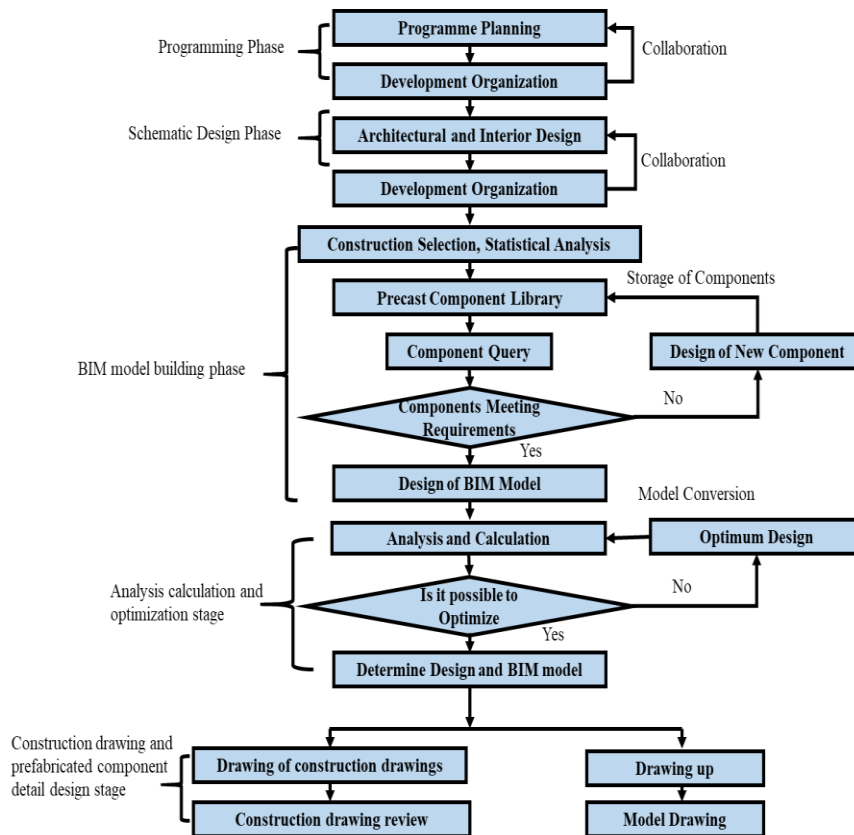 Programme Planning
Programming Phase
Collaboration
Development Organization
Schematic Design Phase
Architectural and Interior Design
Collaboration
Development Organization
Construction Selection, Statistical Analysis
Storage of Components
Precast Component Library
BIM model building phase
Component Query
Design of New Component
Components Meeting
Requirements
No
Yes
Design of BIM Model
Model Conversion
Analysis and Calculation
Optimum Design
Analysis calculation and
optimization stage
Is it possible to
Optimize
No
Yes
Determine Design and BIM model
Construction drawing and
prefabricated component
detail design stage
Drawing of construction drawings
Drawing up
Construction drawing review
Model Drawing